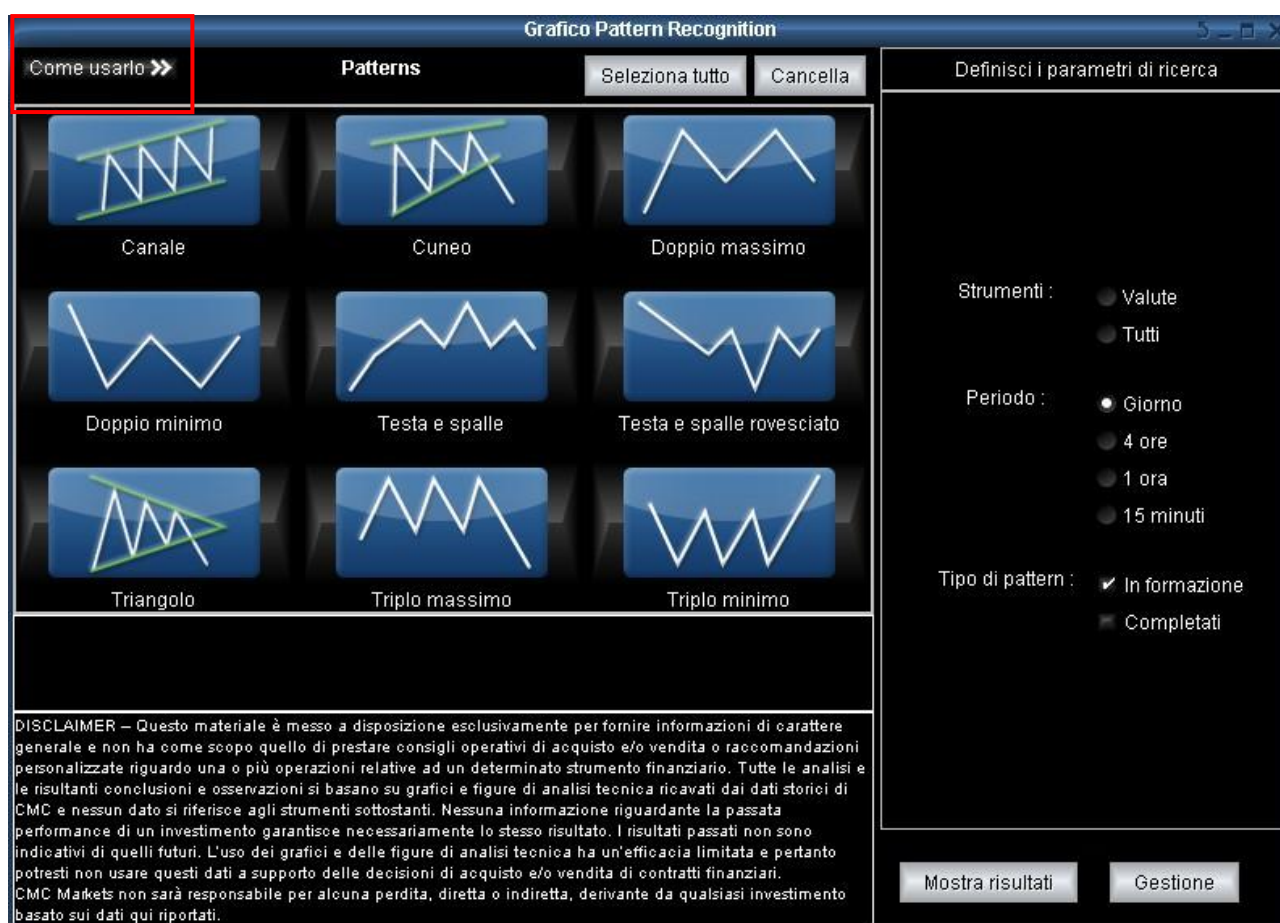 Grafico Pattern Recognition
Come usarlo
Patterns
Seleziona tutto
Cancella
Definisci i parametri di ricerca
Canale
Cuneo
Doppio massimo
Doppio minimo
Testa e spalle
Testa e spalle rovesciato
Triangolo
Triplo massimo
Triplo minimo
Strumenti :
Valute
Tutti
Periodo :
Giorno
4 ore
1 ora
15 minuti
Tipo di pattern :
In formazione
Completati
DISCLAIMER – Questo materiale è messo a disposizione esclusivamente per fornire informazioni di carattere
generale e non ha come scopo quello di prestare consigli operativi di acquisto e/o vendita o raccomandazioni
personalizzate riguardo una o più operazioni relative ad un determinato strumento finanziario. Tutte le analisi e
le risultanti conclusioni e osservazioni si basano su grafici e figure di analisi tecnica ricavati dai dati storici di
CMC e nessun dato si riferisce agli strumenti sottostanti. Nessuna informazione riguardante la passata
performance di un investimento garantisce necessariamente lo stesso risultato. I risultati passati non sono
indicativi di quelli futuri. L'uso dei grafici e delle figure di analisi tecnica ha un'efficacia limitata e pertanto
potresti non usare questi dati a supporto delle decisioni di acquisto e/o vendita di contratti finanziari.
CMC Markets non sarà responsabile per alcuna perdita, diretta o indiretta, derivante da qualsiasi investimento
basato sui dati qui riportati.
Mostra risultati
Gestione